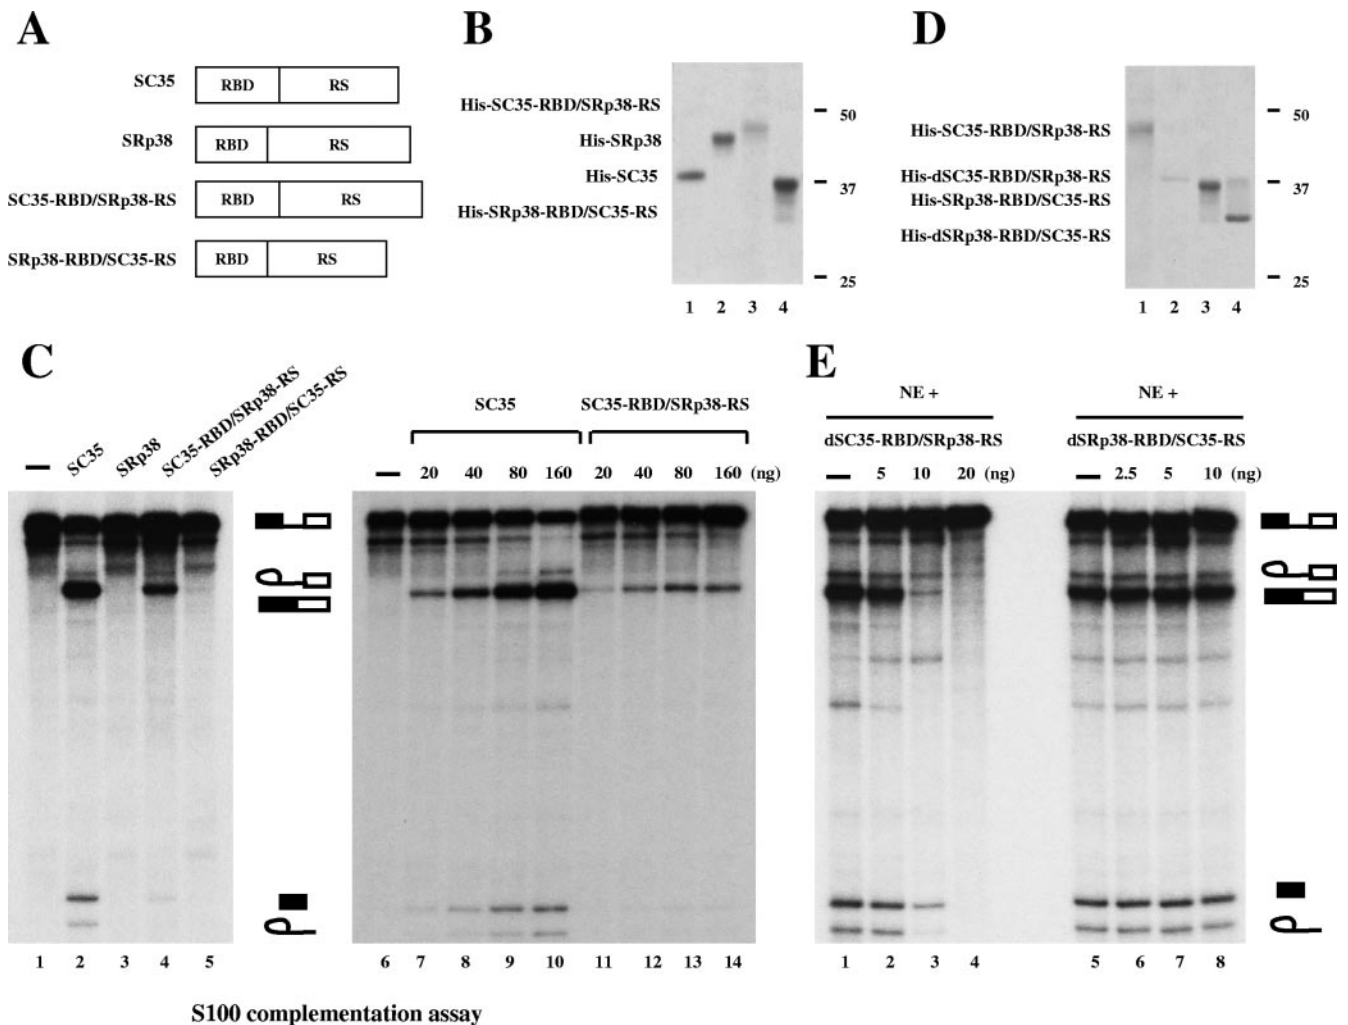 A
SC35
RBD
RS
SRp38
RBD
RS
SC35-RBD/SRp38-RS
RBD
RS
SRp38-RBD/SC35-RS
RBD
RS
B
His-SC35-RBD/SRp38-RS
His-SRp38
His-SC35
His-SRp38-RBD/SC35-RS
50
37
25
1 2 3 4
D
His-SC35-RBD/SRp38-RS
His-dSC35-RBD/SRp38-RS
His-SRp38-RBD/SC35-RS
His-dSRp38-RBD/SC35-RS
50
37
25
1 2 3 4
C
– SC35 SRp38 SC35-RBD/SRp38-RS SRp38-RBD/SC35-RS
1 2 3 4 5
SC35 SC35-RBD/SRp38-RS
– 20 40 80 160 20 40 80 160 (ng)
6 7 8 9 10 11 12 13 14
S100 complementation assay
E
NE + NE +
dSC35-RBD/SRp38-RS dSRp38-RBD/SC35-RS
– 5 10 20 (ng) – 2.5 5 10 (ng)
1 2 3 4 5 6 7 8